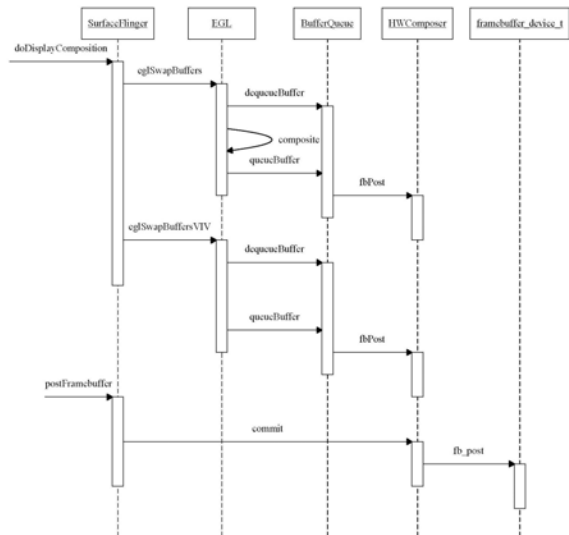 SurfaceFlinger
EGL
BufferQueue
HWComposer
framebuffer_device_t
doDisplayComposition
eglSwapBuffers
dequeueBuffer
composite
queueBuffer
fbPost
eglSwapBuffersVIV
dequeueBuffer
queueBuffer
fbPost
postFramebuffer
commit
fb_post